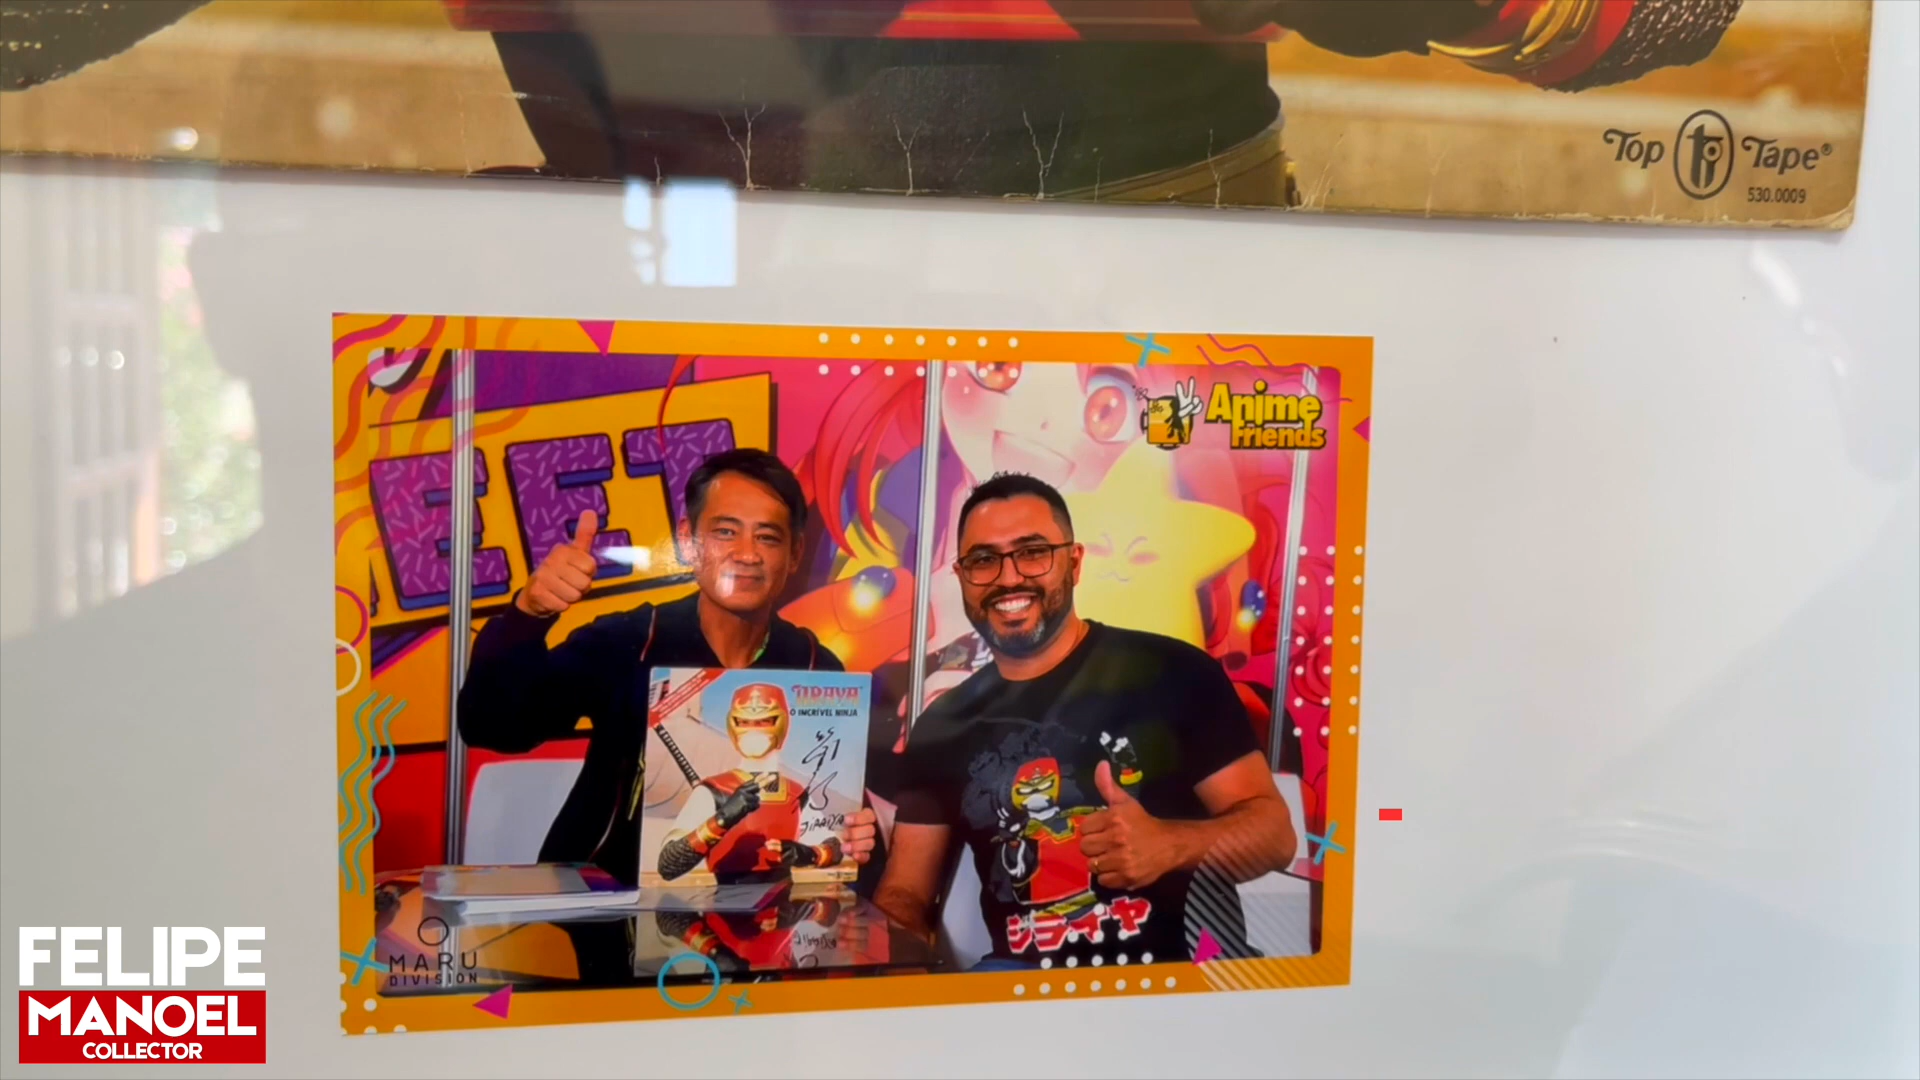 Top Tape®
530.0009
EET
Anime
Friends
JIRAYA
O INCRÍVEL NINJA
JIRAIYA
ジライヤ
MARU
DIVISION
FELIPE
MANOEL
COLLECTOR